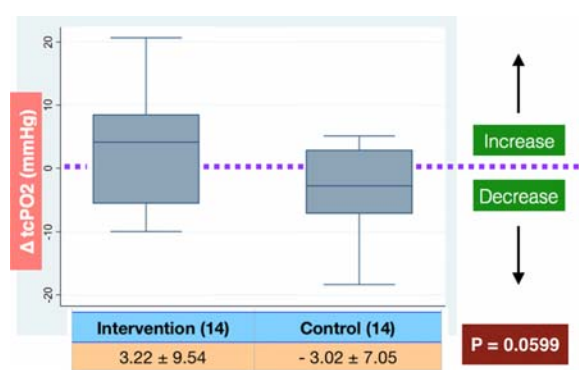 Δ tcPO2 (mmHg)
20
10
0
-10
-20
Increase
Decrease
Intervention (14)
Control (14)
3.22 ± 9.54
- 3.02 ± 7.05
P = 0.0599